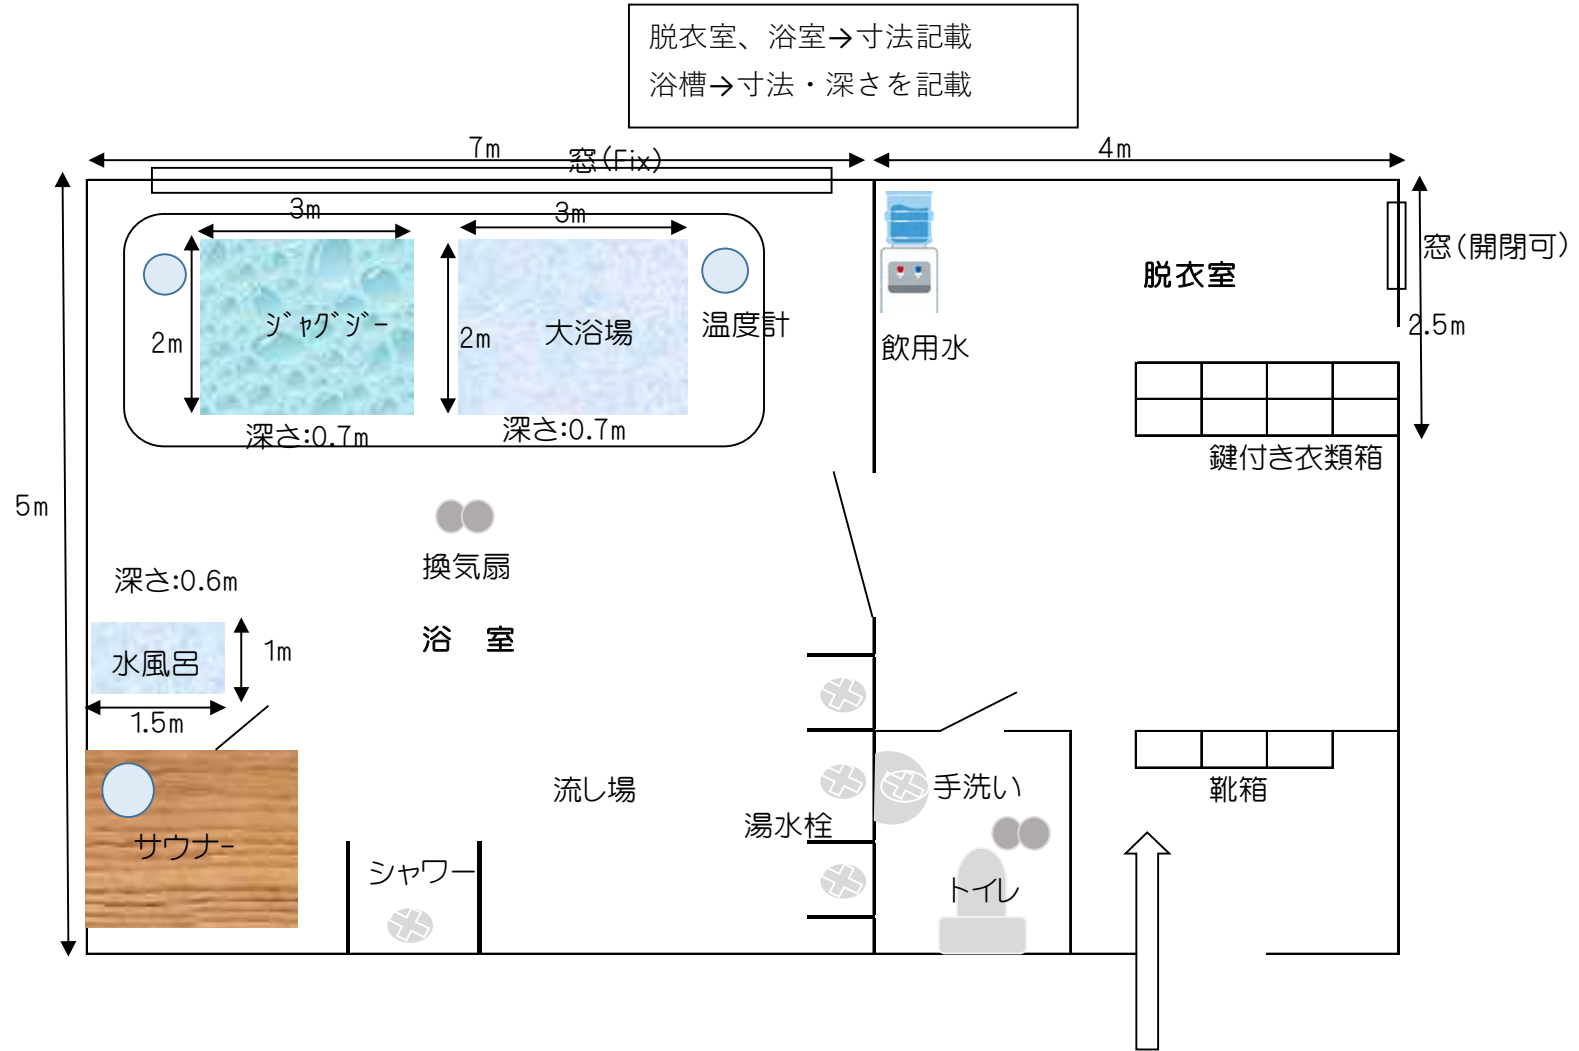 脱衣室、浴室→寸法記載
浴槽→寸法・深さを記載
7m
4m
窓(Fix)
3m
3m
窓(開閉可)
脱衣室
ｼﾞｬｸﾞｼﾞｰ
大浴場
温度計
2m
2m
2.5m
飲用水
深さ:0.7m
深さ:0.7m
鍵付き衣類箱
5m
換気扇
深さ:0.6m
浴　室
水風呂
1m
1.5m
流し場
手洗い
靴箱
湯水栓
サウナｰ
シャワー
トイレ